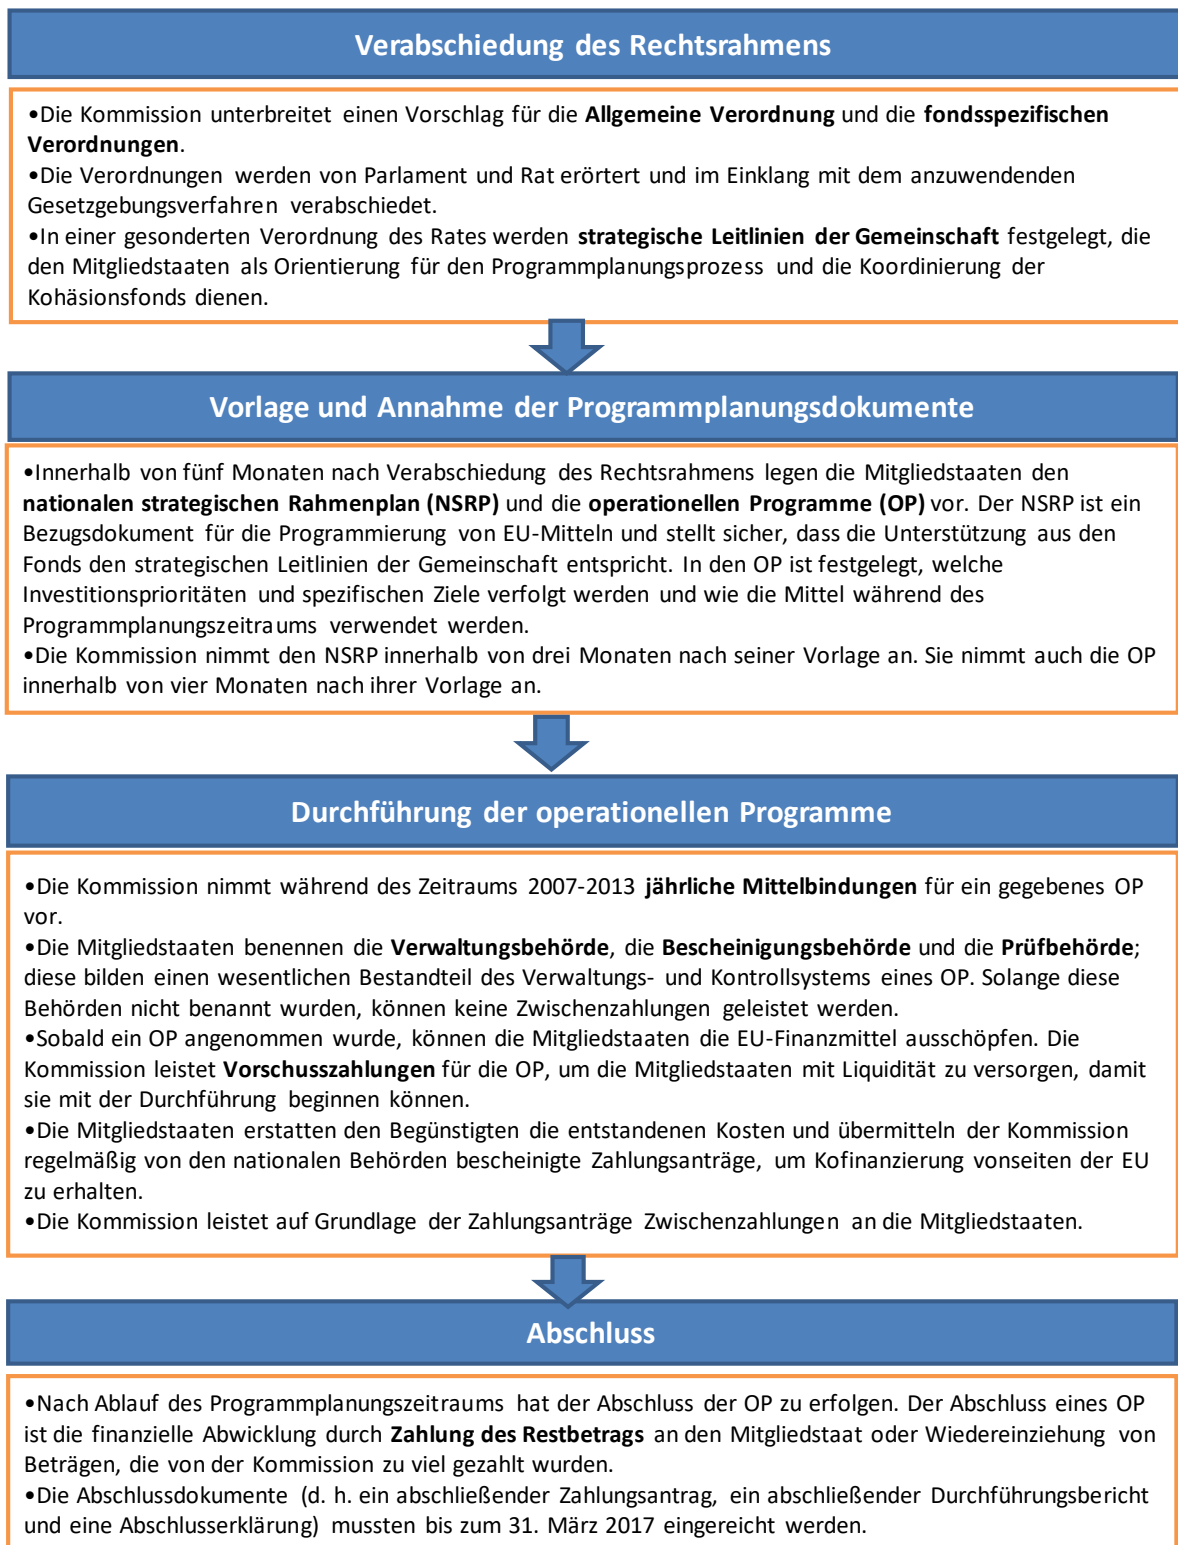 Verabschiedung des Rechtsrahmens
•Die Kommission unterbreitet einen Vorschlag für die Allgemeine Verordnung und die fondsspezifischen
Verordnungen.
•Die Verordnungen werden von Parlament und Rat erörtert und im Einklang mit dem anzuwendenden
Gesetzgebungsverfahren verabschiedet.
•In einer gesonderten Verordnung des Rates werden strategische Leitlinien der Gemeinschaft festgelegt, die
den Mitgliedstaaten als Orientierung für den Programmplanungsprozess und die Koordinierung der
Kohäsionsfonds dienen.
Vorlage und Annahme der Programmplanungsdokumente
•Innerhalb von fünf Monaten nach Verabschiedung des Rechtsrahmens legen die Mitgliedstaaten den
nationalen strategischen Rahmenplan (NSRP) und die operationellen Programme (OP) vor. Der NSRP ist ein
Bezugsdokument für die Programmierung von EU-Mitteln und stellt sicher, dass die Unterstützung aus den
Fonds den strategischen Leitlinien der Gemeinschaft entspricht. In den OP ist festgelegt, welche
Investitionsprioritäten und spezifischen Ziele verfolgt werden und wie die Mittel während des
Programmplanungszeitraums verwendet werden.
•Die Kommission nimmt den NSRP innerhalb von drei Monaten nach seiner Vorlage an. Sie nimmt auch die OP
innerhalb von vier Monaten nach ihrer Vorlage an.
Durchführung der operationellen Programme
•Die Kommission nimmt während des Zeitraums 2007-2013 jährliche Mittelbindungen für ein gegebenes OP
vor.
•Die Mitgliedstaaten benennen die Verwaltungsbehörde, die Bescheinigungsbehörde und die Prüfbehörde;
diese bilden einen wesentlichen Bestandteil des Verwaltungs- und Kontrollsystems eines OP. Solange diese
Behörden nicht benannt wurden, können keine Zwischenzahlungen geleistet werden.
•Sobald ein OP angenommen wurde, können die Mitgliedstaaten die EU-Finanzmittel ausschöpfen. Die
Kommission leistet Vorschusszahlungen für die OP, um die Mitgliedstaaten mit Liquidität zu versorgen, damit
sie mit der Durchführung beginnen können.
•Die Mitgliedstaaten erstatten den Begünstigten die entstandenen Kosten und übermitteln der Kommission
regelmäßig von den nationalen Behörden bescheinigte Zahlungsanträge, um Kofinanzierung vonseiten der EU
zu erhalten.
•Die Kommission leistet auf Grundlage der Zahlungsanträge Zwischenzahlungen an die Mitgliedstaaten.
Abschluss
•Nach Ablauf des Programmplanungszeitraums hat der Abschluss der OP zu erfolgen. Der Abschluss eines OP
ist die finanzielle Abwicklung durch Zahlung des Restbetrags an den Mitgliedstaat oder Wiedereinziehung von
Beträgen, die von der Kommission zu viel gezahlt wurden.
•Die Abschlussdokumente (d. h. ein abschließender Zahlungsantrag, ein abschließender Durchführungsbericht
und eine Abschlusserklärung) mussten bis zum 31. März 2017 eingereicht werden.